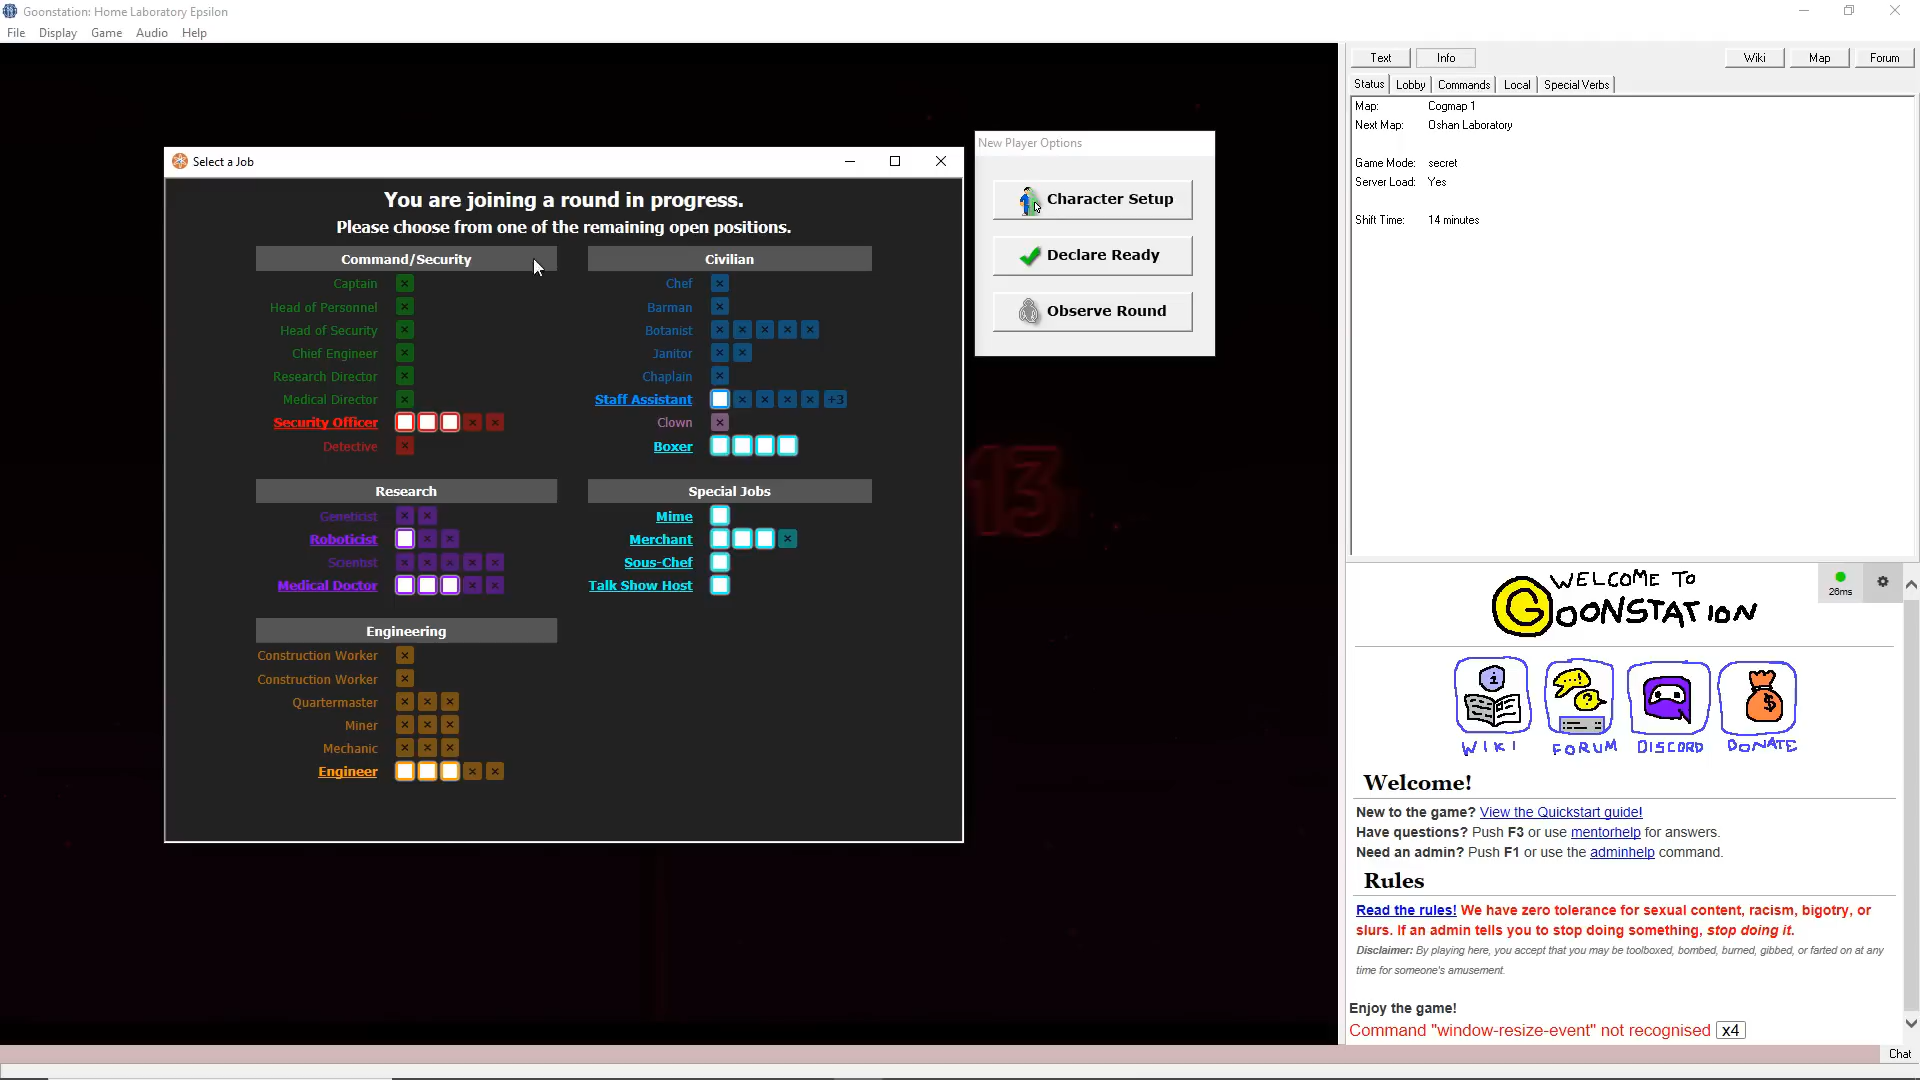 Goonstation: Home Laboratory Epsilon
File Display Game Audio Help
Select a Job
You are joining a round in progress.
Please choose from one of the remaining open positions.
Command/Security
Captain
Head of Personnel
Head of Security
Chief Engineer
Research Director
Medical Director
Security Officer
Detective
Civilian
Chef
Barman
Botanist
Janitor
Chaplain
Staff Assistant +3
Clown
Boxer
Research
Geneticist
Roboticist
Scientist
Medical Doctor
Special Jobs
Mime
Merchant
Sous-Chef
Talk Show Host
Engineering
Construction Worker
Construction Worker
Quartermaster
Miner
Mechanic
Engineer
New Player Options
Character Setup
Declare Ready
Observe Round
13
Text Info Wiki Map Forum
Status Lobby Commands Local Special Verbs
Map: Cogmap 1
Next Map: Oshan Laboratory
Game Mode: secret
Server Load: Yes
Shift Time: 14 minutes
WELCOME TO
GOONSTATION
26ms
WIKI FORUM DISCORD DONATE
Welcome!
New to the game? View the Quickstart guide!
Have questions? Push F3 or use mentorhelp for answers.
Need an admin? Push F1 or use the adminhelp command.
Rules
Read the rules! We have zero tolerance for sexual content, racism, bigotry, or
slurs. If an admin tells you to stop doing something, stop doing it.
Disclaimer: By playing here, you accept that you may be toolboxed, bombed, burned, gibbed, or farted on at any
time for someone's amusement.
Enjoy the game!
Command "window-resize-event" not recognised x4
Chat